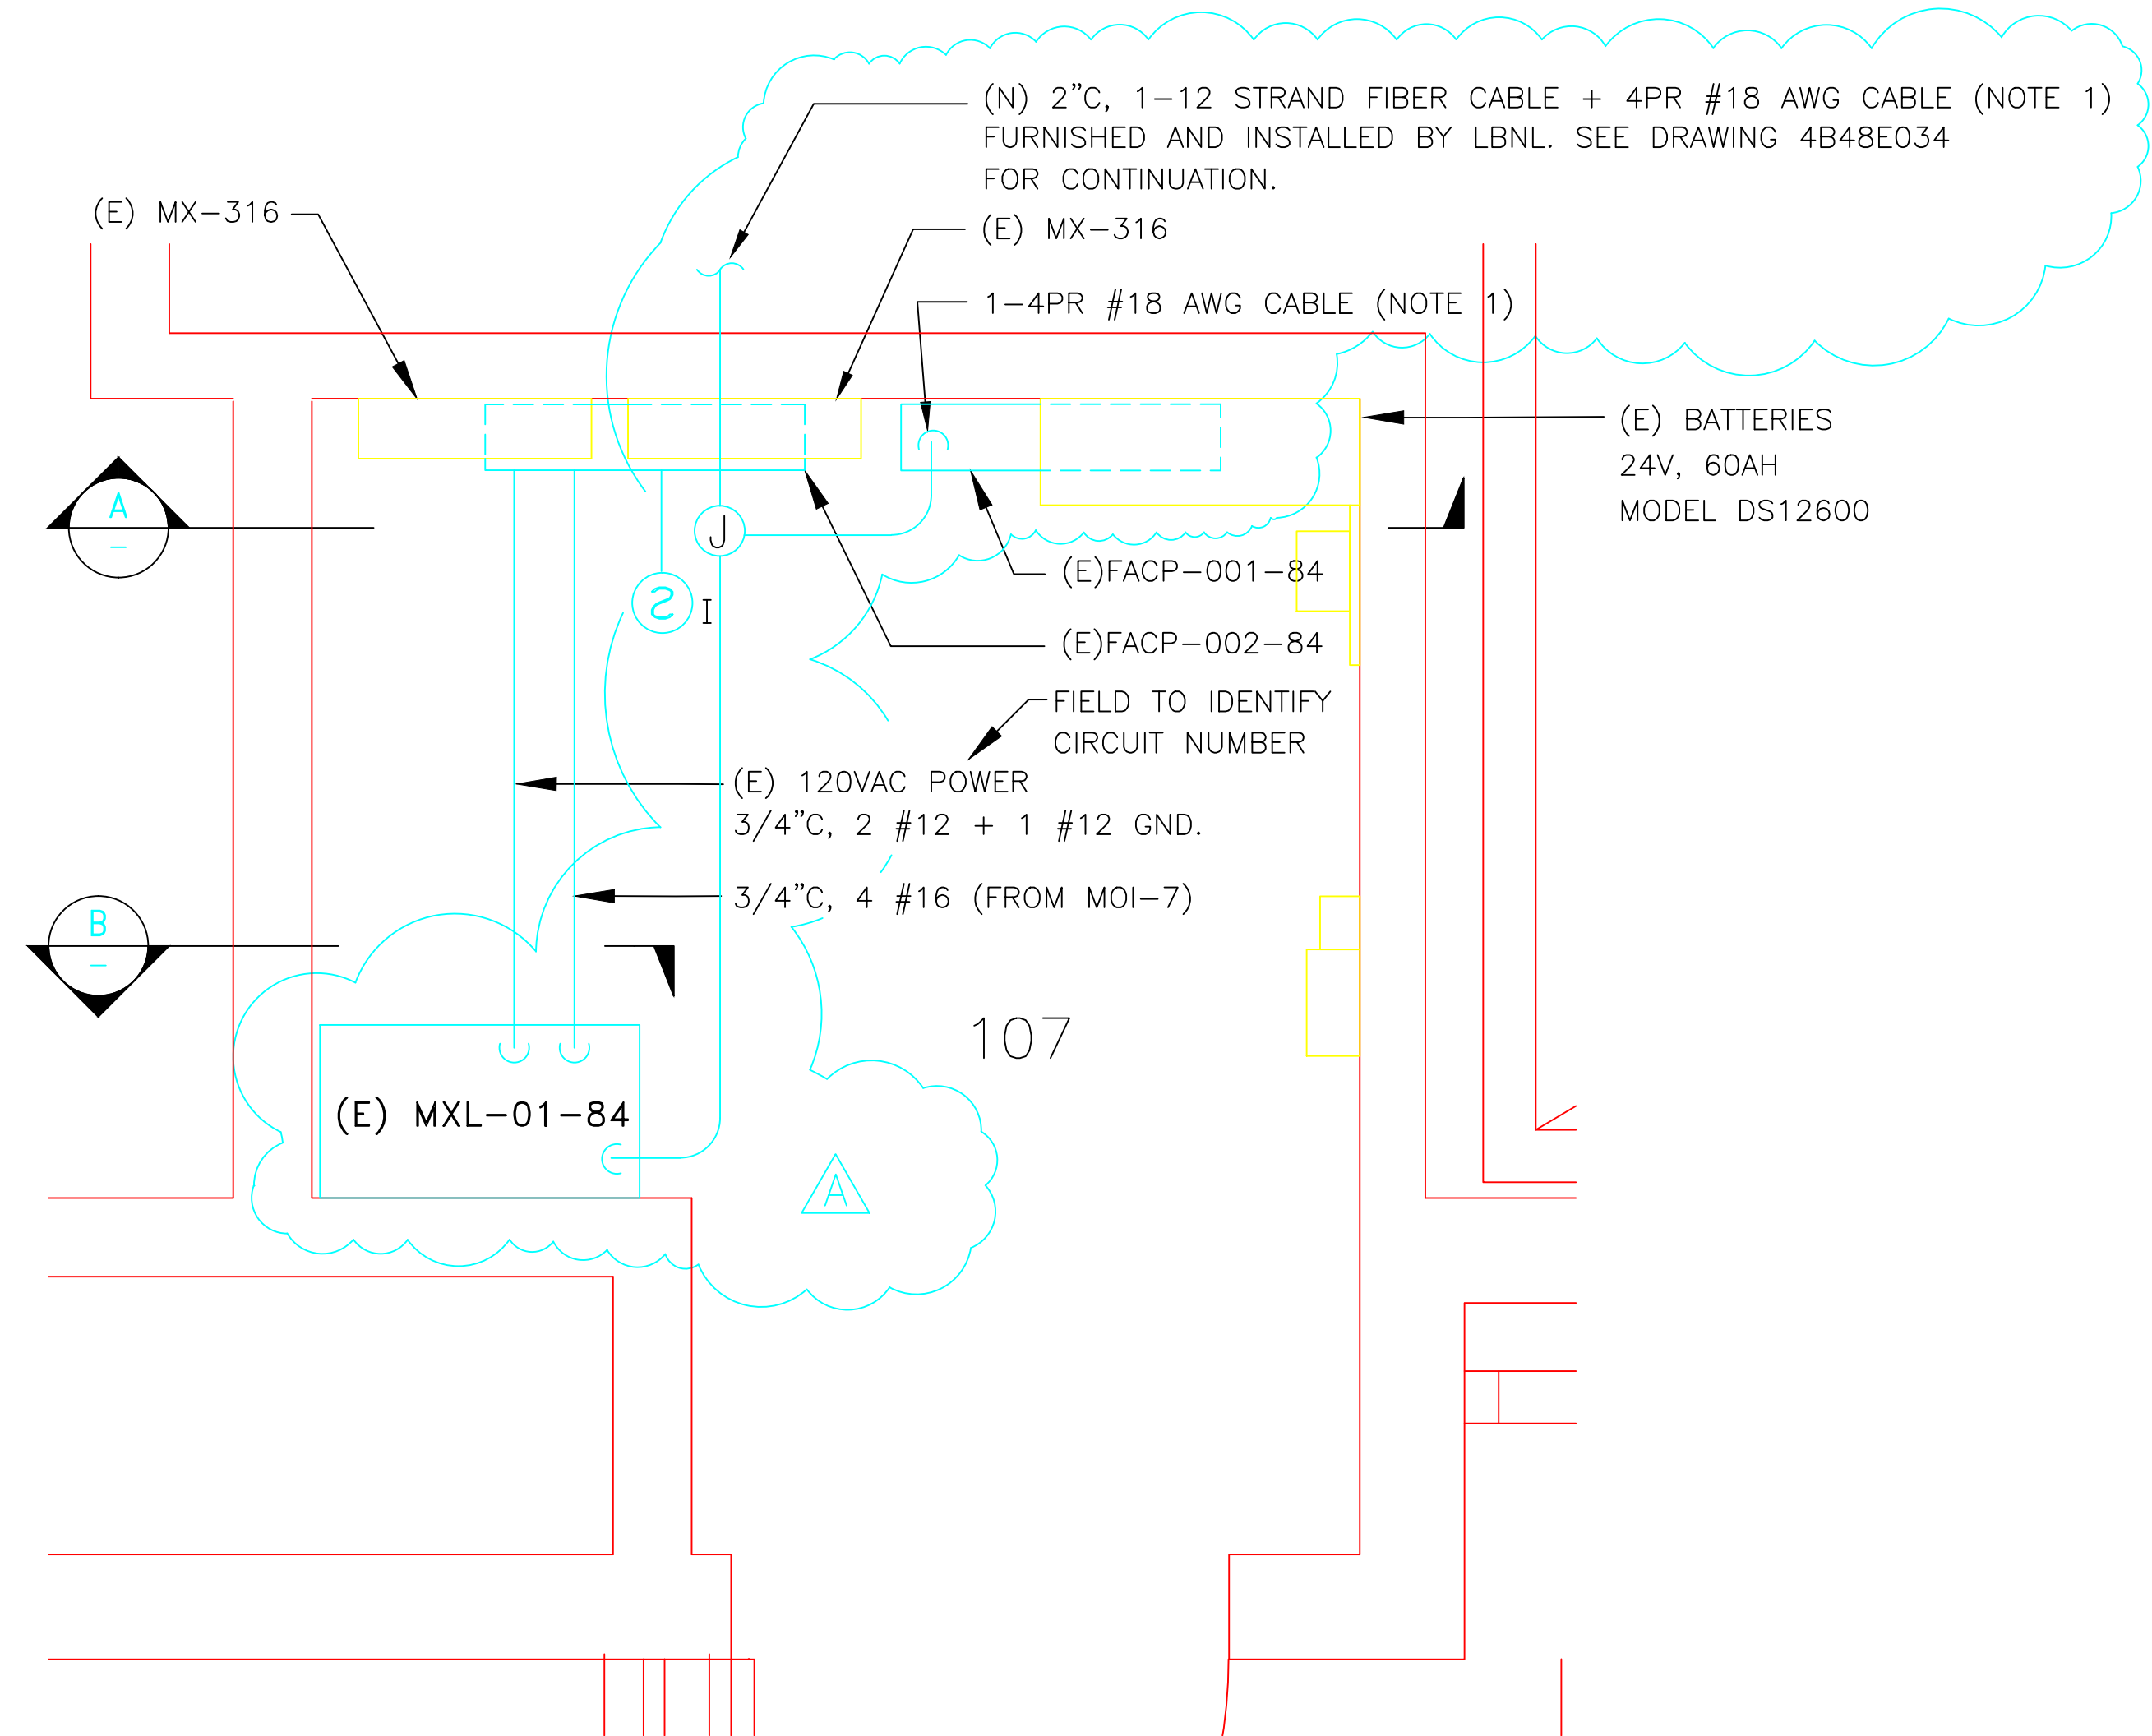 (N) 2"C, 1-12 STRAND FIBER CABLE + 4PR #18 AWG CABLE (NOTE 1)
FURNISHED AND INSTALLED BY LBNL. SEE DRAWING 4B48E034
FOR CONTINUATION.
(E) MX-316
(E) MX-316
1-4PR #18 AWG CABLE (NOTE 1)
(E) BATTERIES
24V, 60AH
MODEL DS12600
A
-
J
(E)FACP-001-84
S
I
(E)FACP-002-84
FIELD TO IDENTIFY
CIRCUIT NUMBER
(E) 120VAC POWER
3/4"C, 2 #12 + 1 #12 GND.
3/4"C, 4 #16 (FROM MOI-7)
B
-
107
(E) MXL-01-84
A